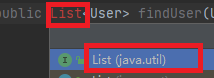 public List<User> findUser(U
List (java.util)